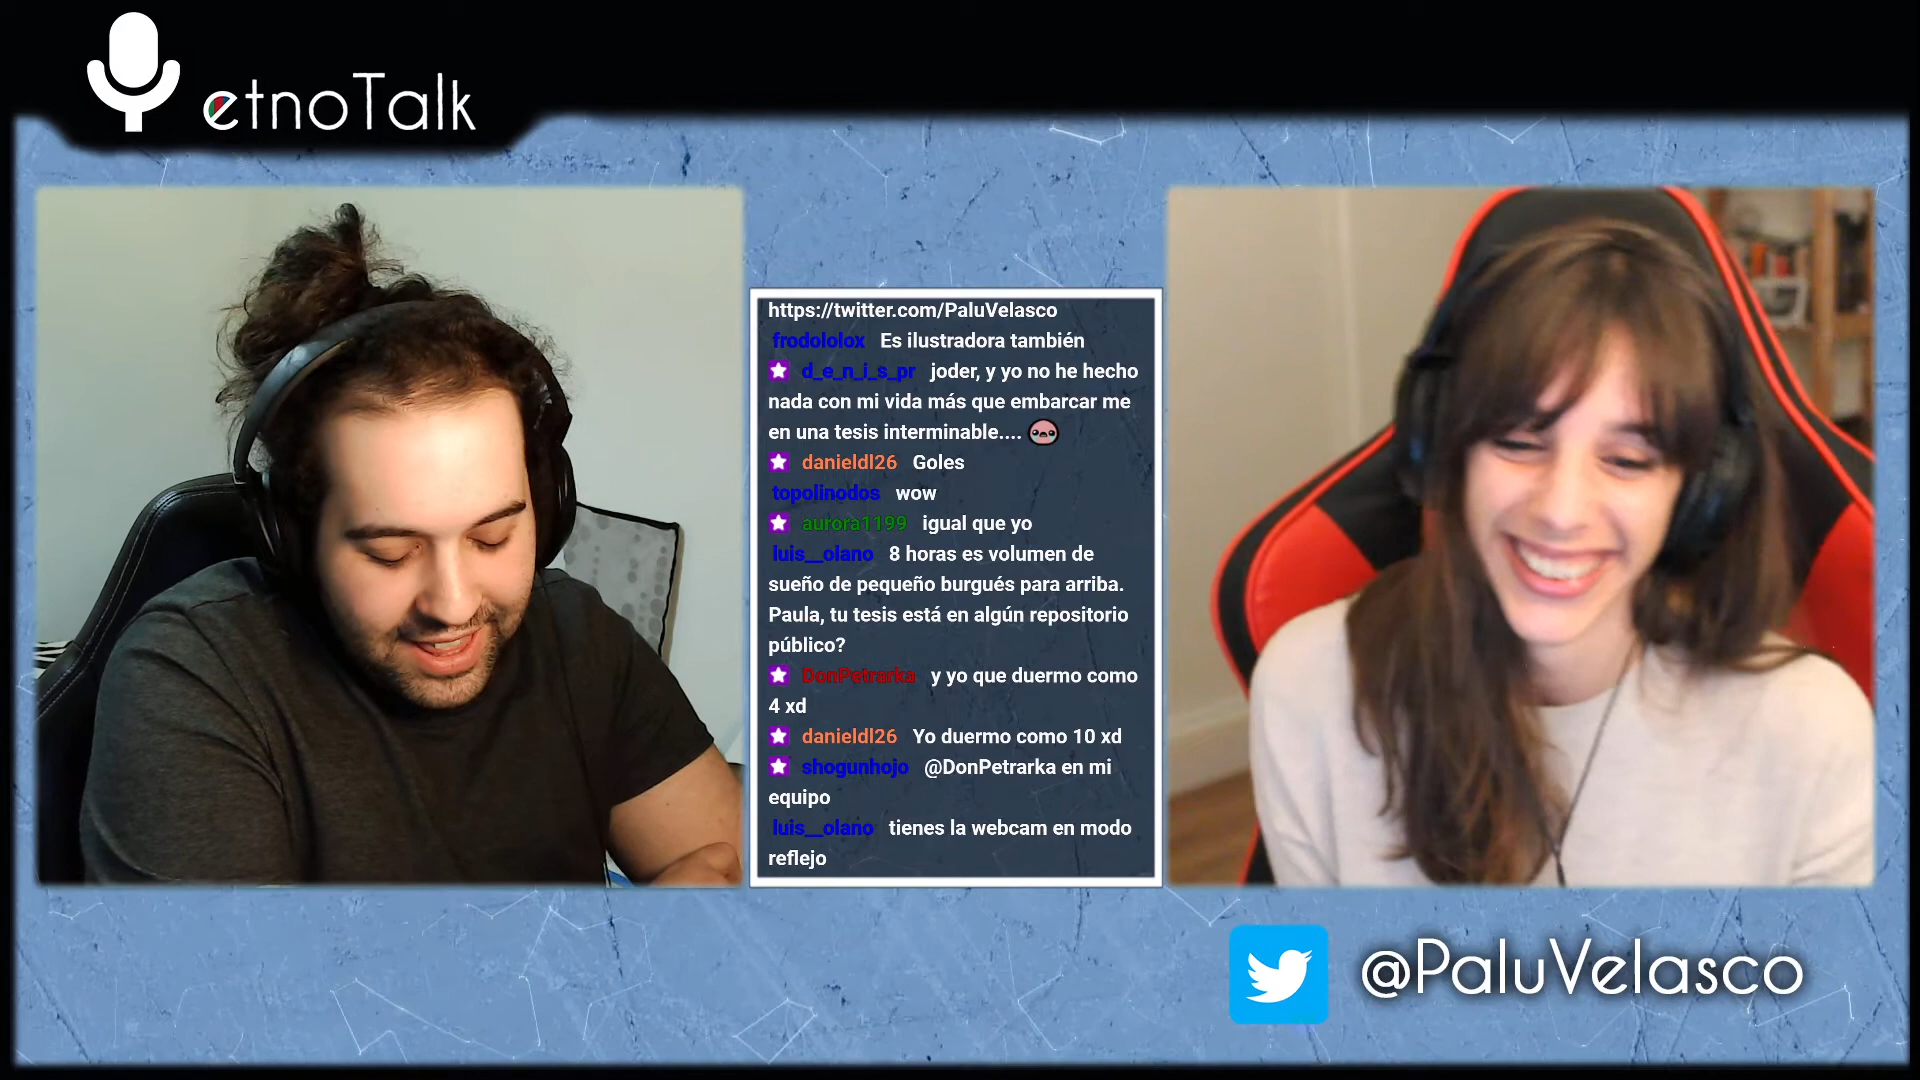 etnoTalk
https://twitter.com/PaluVelasco
frodololox Es ilustradora también
d_e_n_i_s_pr joder, y yo no he hecho
nada con mi vida más que embarcar me
en una tesis interminable....
danieldl26 Goles
topolinodos wow
aurora1199 igual que yo
luis__olano 8 horas es volumen de
sueño de pequeño burgués para arriba.
Paula, tu tesis está en algún repositorio
público?
DonPetrarka y yo que duermo como
4 xd
danieldl26 Yo duermo como 10 xd
shogunhojo @DonPetrarka en mi
equipo
luis__olano tienes la webcam en modo
reflejo
@PaluVelasco